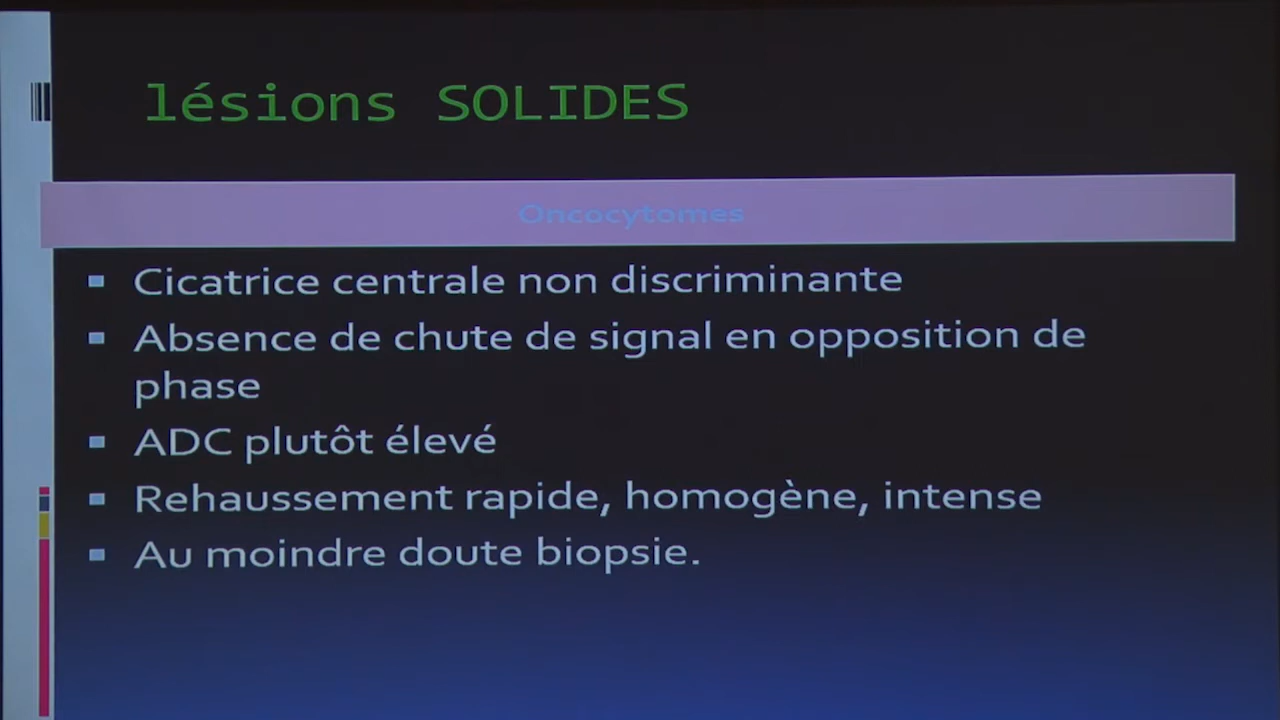 lésions SOLIDES
Oncocytomes
Cicatrice centrale non discriminante
Absence de chute de signal en opposition de
phase
ADC plutôt élevé
Rehaussement rapide, homogène, intense
Au moindre doute biopsie.